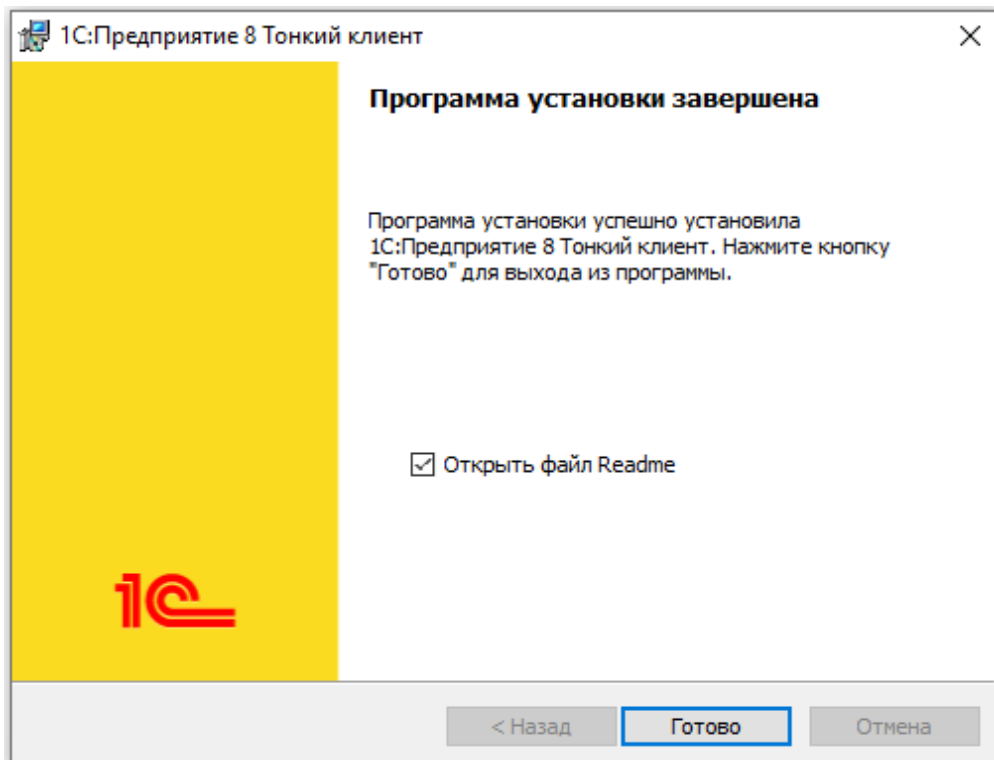 1С:Предприятие 8 Тонкий клиент
Программа установки завершена
Программа установки успешно установила
1С:Предприятие 8 Тонкий клиент. Нажмите кнопку
"Готово" для выхода из программы.
Открыть файл Readme
1С
< Назад
Готово
Отмена